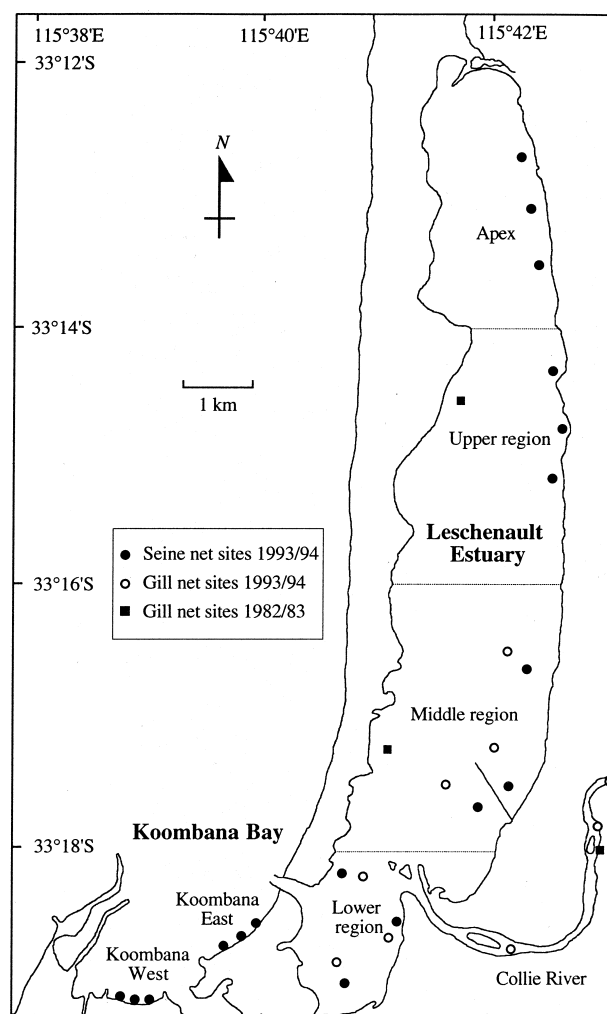 115°38'E 115°40'E 115°42'E
33°12'S
N
Apex
33°14'S
1 km
Upper region
Leschenault
Estuary
Seine net sites 1993/94
Gill net sites 1993/94
Gill net sites 1982/83
33°16'S
Middle region
Koombana Bay
33°18'S
Koombana
East
Lower
region
Koombana
West
Collie River